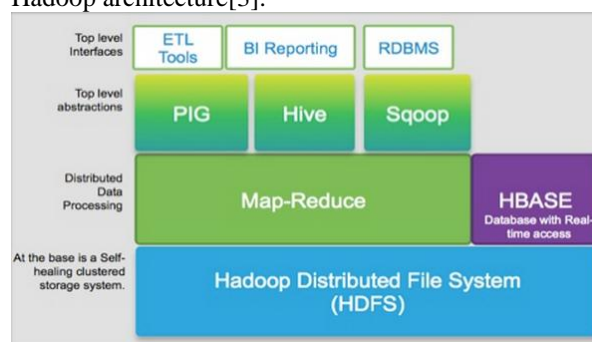 Hadoop architecture[5].
Top level
Interfaces
ETL
Tools
BI Reporting
RDBMS
Top level
abstractions
PIG
Hive
Sqoop
Distributed
Data
Processing
Map-Reduce
HBASE
Database with Real-
time access
At the base is a Self-
healing clustered
storage system.
Hadoop Distributed File System
(HDFS)